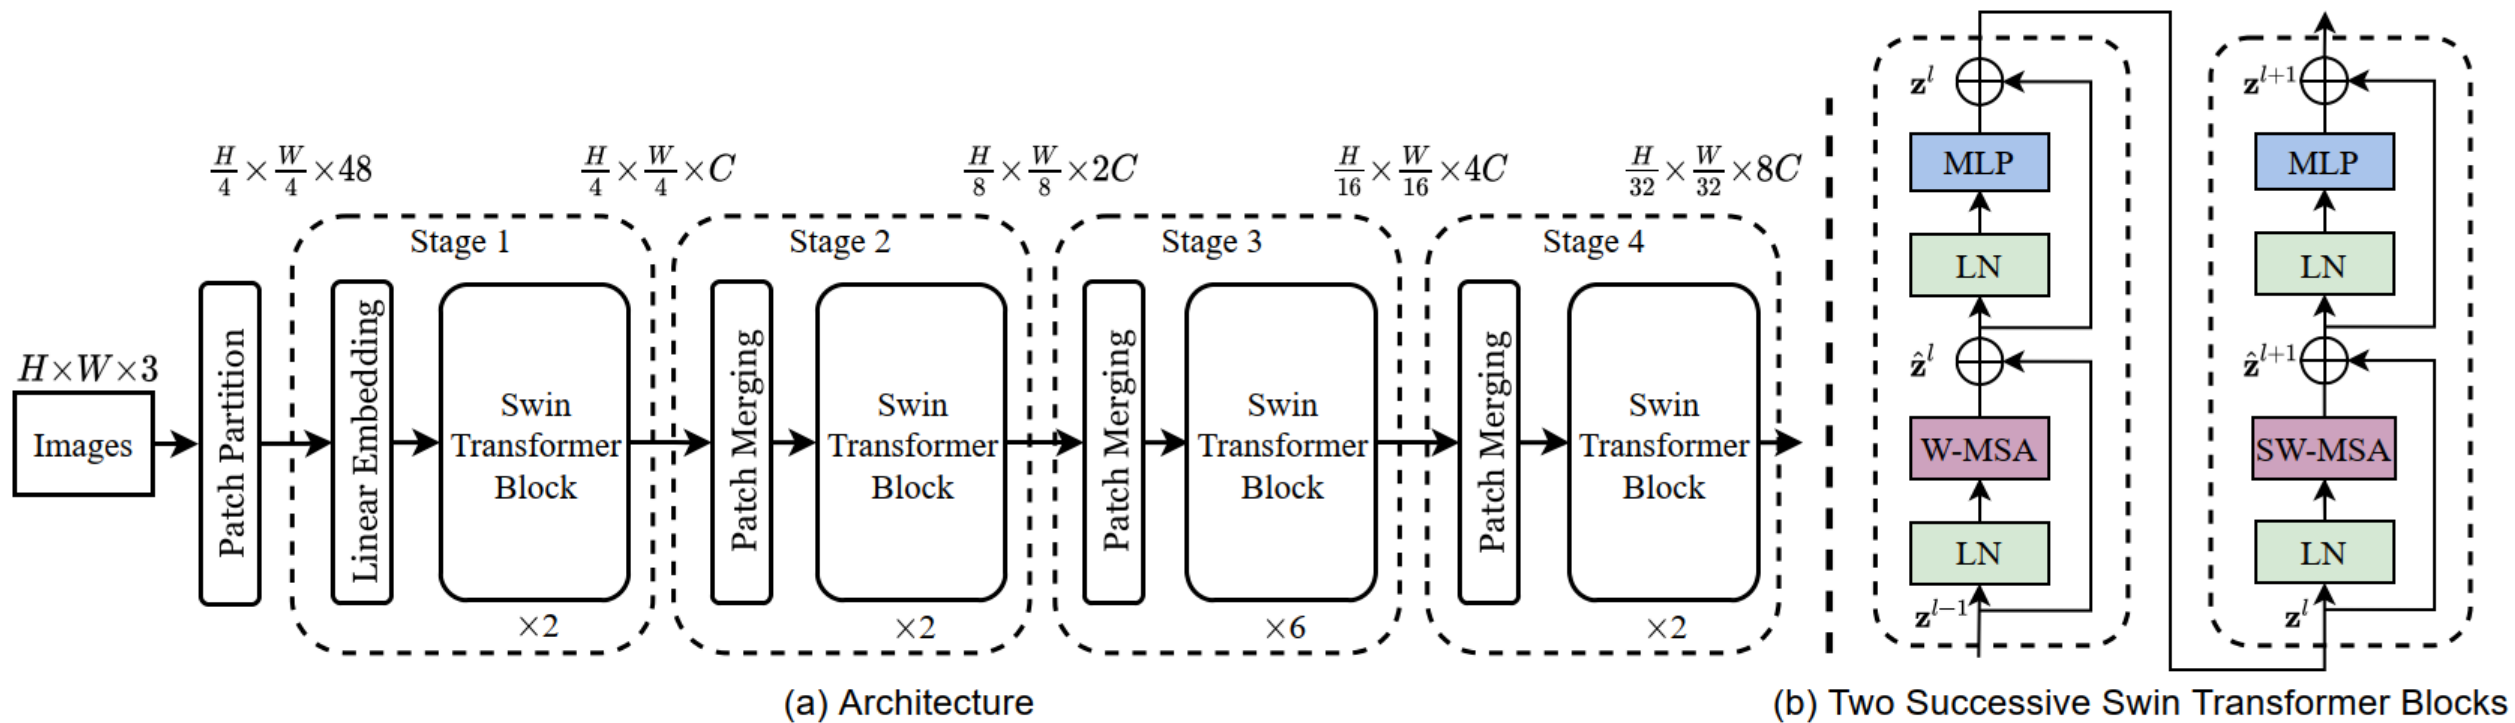 H×W×3
Images
Patch Partition
H/4 × W/4 × 48
Stage 1
Linear Embedding
Swin
Transformer
Block
×2
H/4 × W/4 × C
Stage 2
Patch Merging
Swin
Transformer
Block
×2
H/8 × W/8 × 2C
Stage 3
Patch Merging
Swin
Transformer
Block
×6
H/16 × W/16 × 4C
Stage 4
Patch Merging
Swin
Transformer
Block
×2
H/32 × W/32 × 8C
(a) Architecture
z^l
MLP
LN
ẑ^l
W-MSA
LN
z^{l−1}
z^{l+1}
MLP
LN
ẑ^{l+1}
SW-MSA
LN
z^l
(b) Two Successive Swin Transformer Blocks